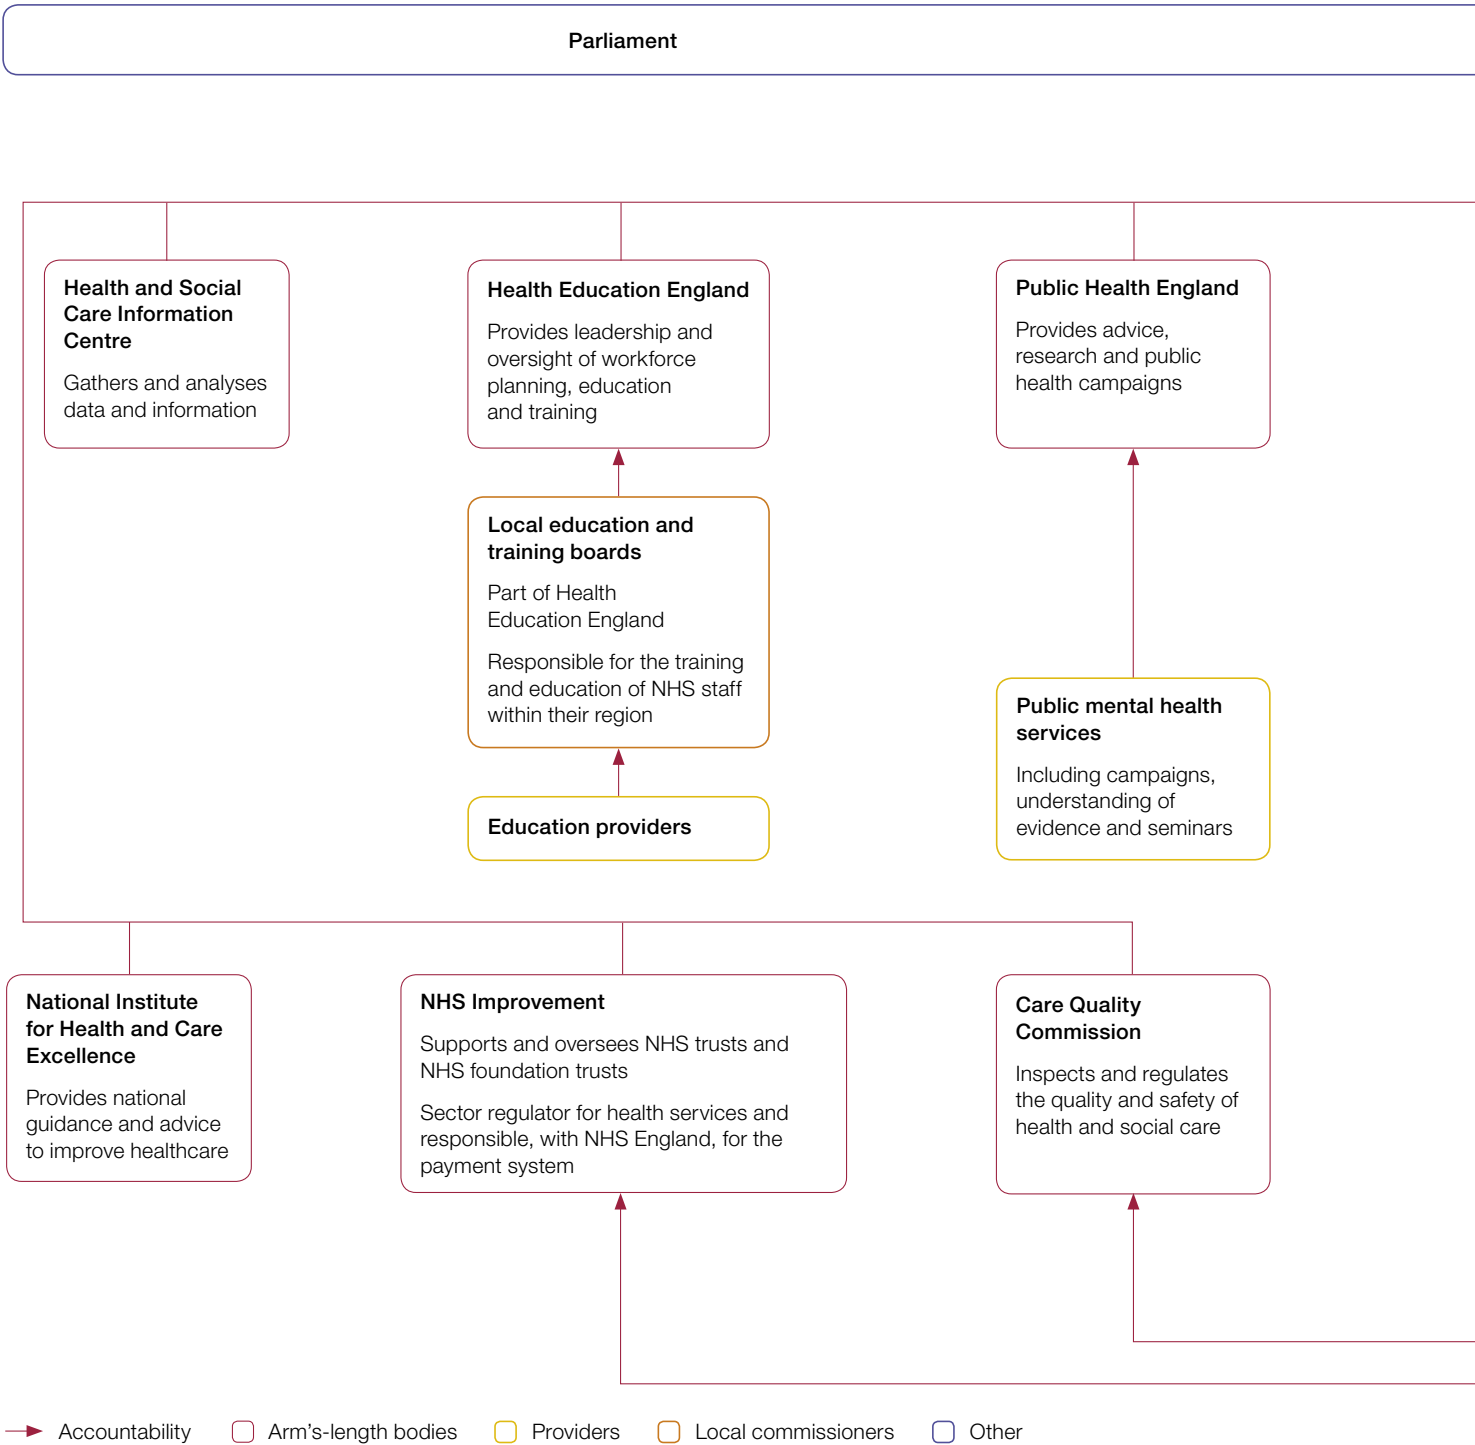 Parliament
Health and Social
Care Information
Centre
Gathers and analyses
data and information
Health Education England
Provides leadership and
oversight of workforce
planning, education
and training
Public Health England
Provides advice,
research and public
health campaigns
Local education and
training boards
Part of Health
Education England
Responsible for the training
and education of NHS staff
within their region
Public mental health
services
Including campaigns,
understanding of
evidence and seminars
Education providers
National Institute
for Health and Care
Excellence
Provides national
guidance and advice
to improve healthcare
NHS Improvement
Supports and oversees NHS trusts and
NHS foundation trusts
Sector regulator for health services and
responsible, with NHS England, for the
payment system
Care Quality
Commission
Inspects and regulates
the quality and safety of
health and social care
Accountability
Arm's-length bodies
Providers
Local commissioners
Other